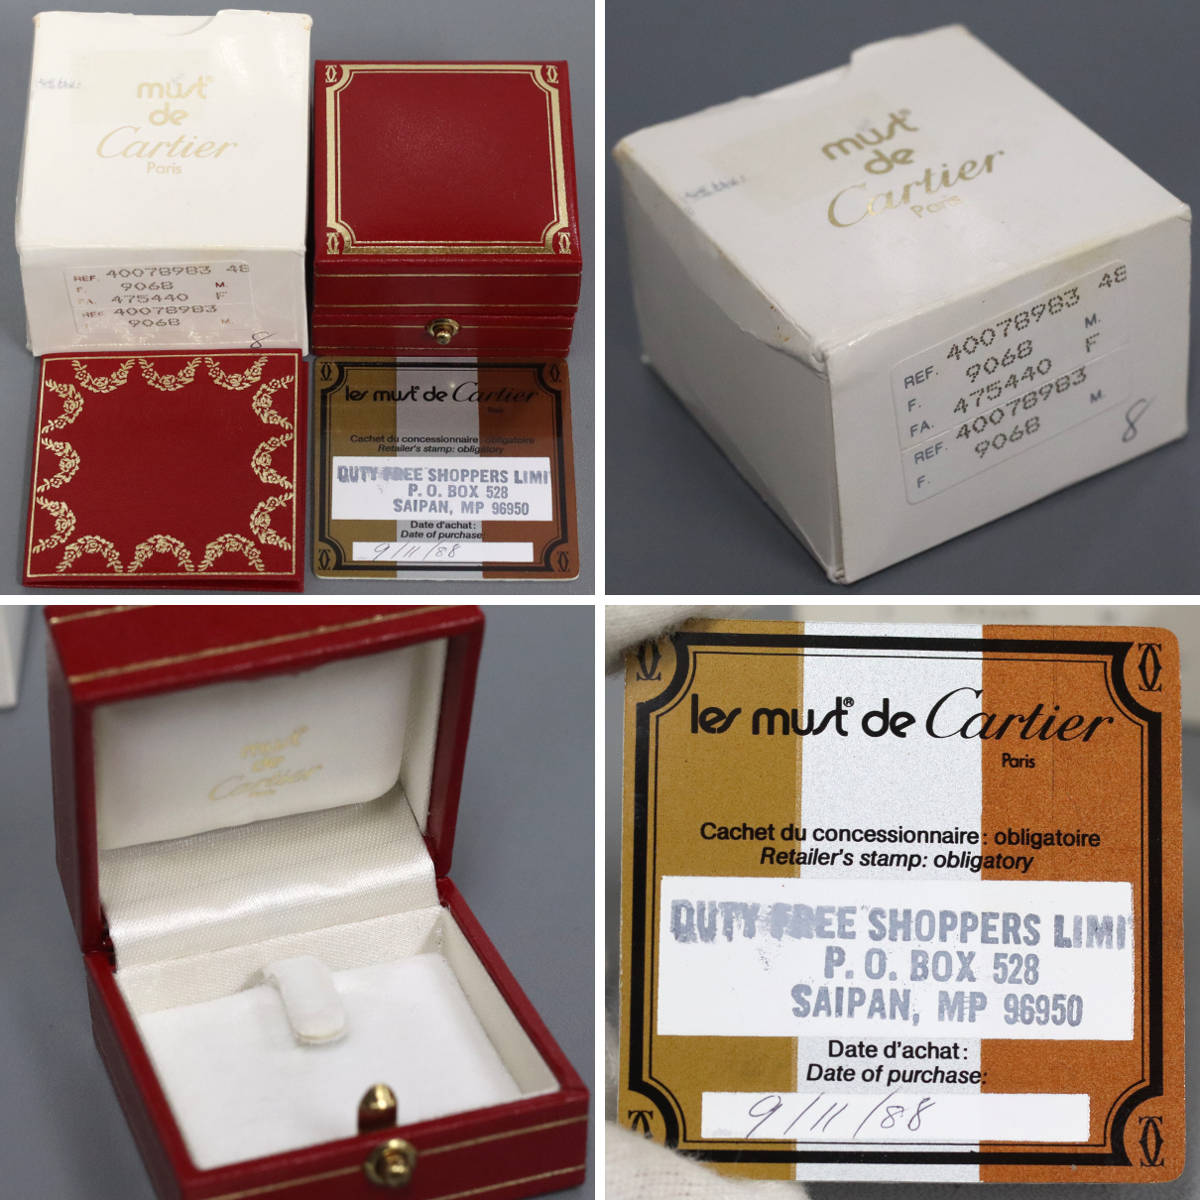 must®
de
Cartier
Paris
REF. 40078983 48
F. 9068 M.
FA. 475440 F
REF. 40078983
F. 9068 M.
8
les must de Cartier
Paris
Cachet du concessionnaire: obligatoire
Retailer's stamp: obligatory
DUTY FREE SHOPPERS LIMI
P. O. BOX 528
SAIPAN, MP 96950
Date d'achat:
Date of purchase
9/11/88
must®
de
Cartier
Paris
REF. 40078983 48
F. 9068 M.
FA. 475440 F
REF. 40078983
F. 9068 M.
8
must
de
Cartier
Paris
les must® de Cartier
Paris
Cachet du concessionnaire: obligatoire
Retailer's stamp: obligatory
DUTY FREE SHOPPERS LIMI
P. O. BOX 528
SAIPAN, MP 96950
Date d'achat:
Date of purchase:
9/11/88